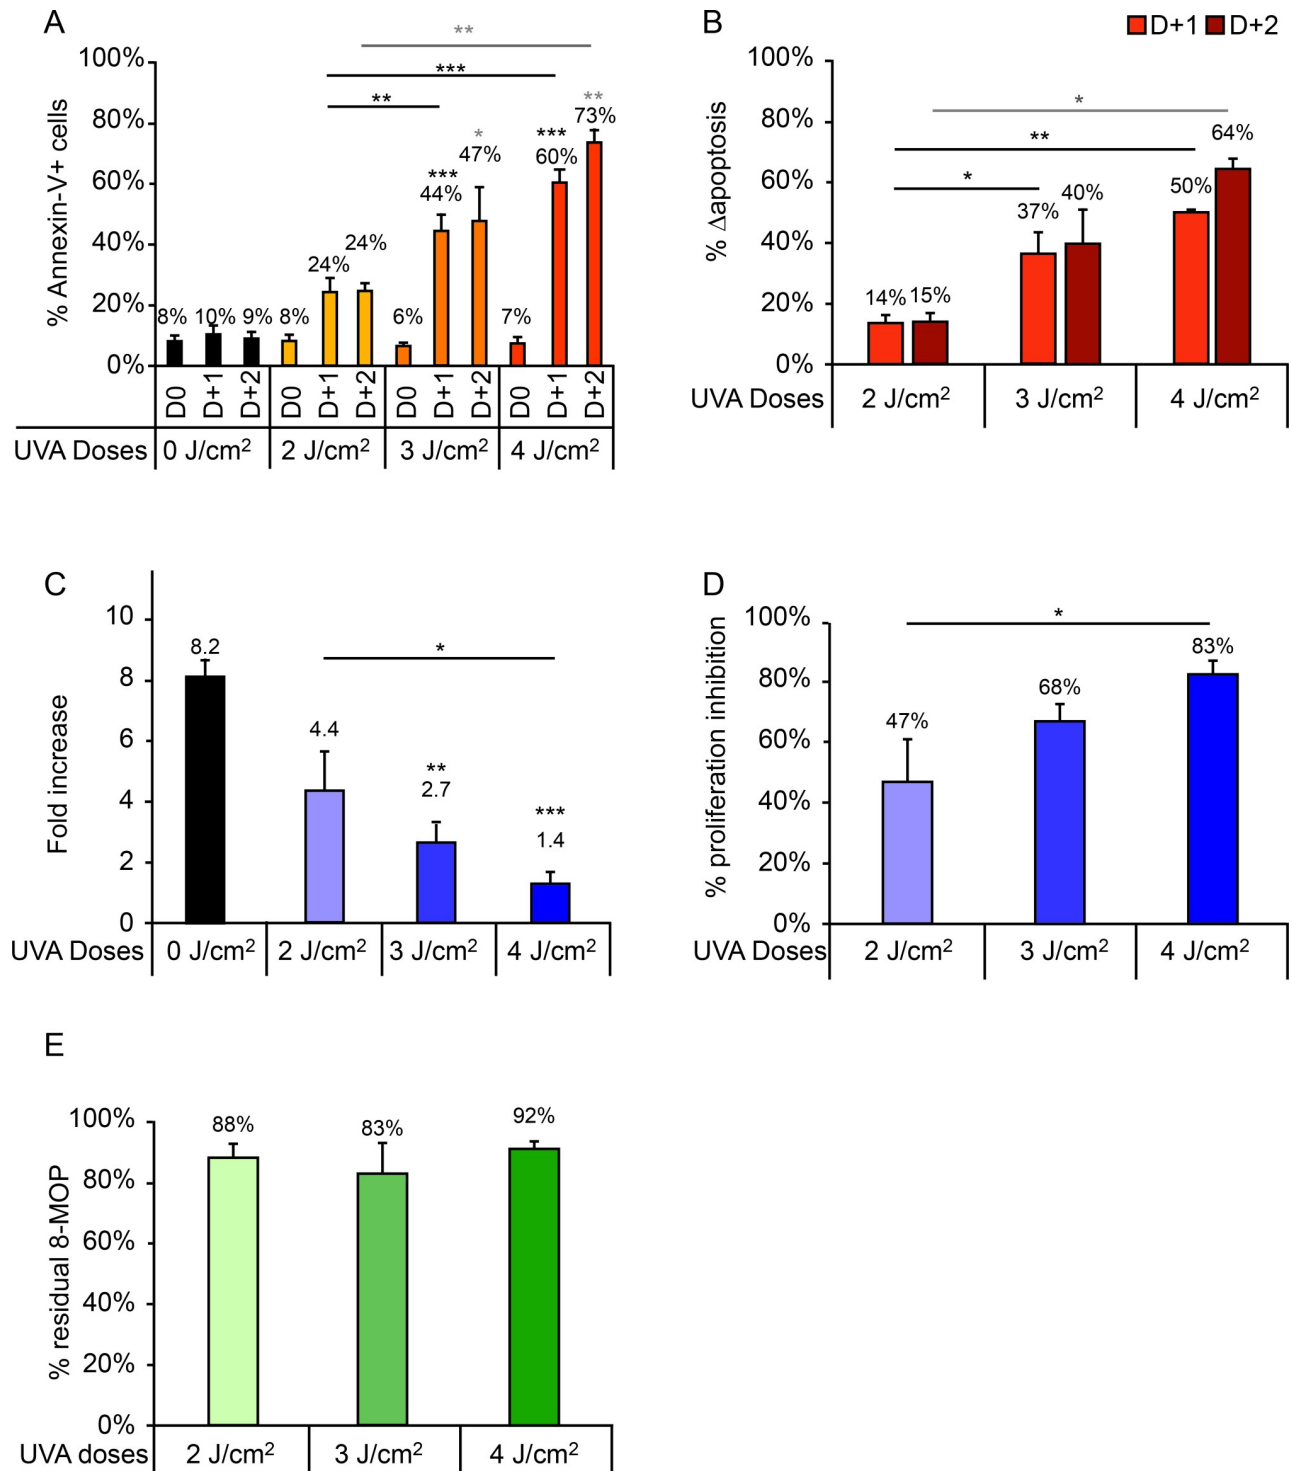 A
% Annexin-V+ cells
100%
80%
60%
40%
20%
0%
**
***
**
8% 10% 9% 8% 24% 24% 6% 44% 47% 7% 60% 73%
*** * *** **
D0 D+1 D+2 D0 D+1 D+2 D0 D+1 D+2 D0 D+1 D+2
UVA Doses 0 J/cm² 2 J/cm² 3 J/cm² 4 J/cm²
B
D+1 D+2
% Δapoptosis
100%
80%
60%
40%
20%
0%
*
**
*
14% 15% 37% 40% 50% 64%
UVA Doses 2 J/cm² 3 J/cm² 4 J/cm²
C
Fold increase
10
8
6
4
2
0
*
8.2 4.4 2.7 1.4
** ***
UVA Doses 0 J/cm² 2 J/cm² 3 J/cm² 4 J/cm²
D
% proliferation inhibition
100%
80%
60%
40%
20%
0%
*
47% 68% 83%
UVA Doses 2 J/cm² 3 J/cm² 4 J/cm²
E
% residual 8-MOP
100%
80%
60%
40%
20%
0%
88% 83% 92%
UVA doses 2 J/cm² 3 J/cm² 4 J/cm²